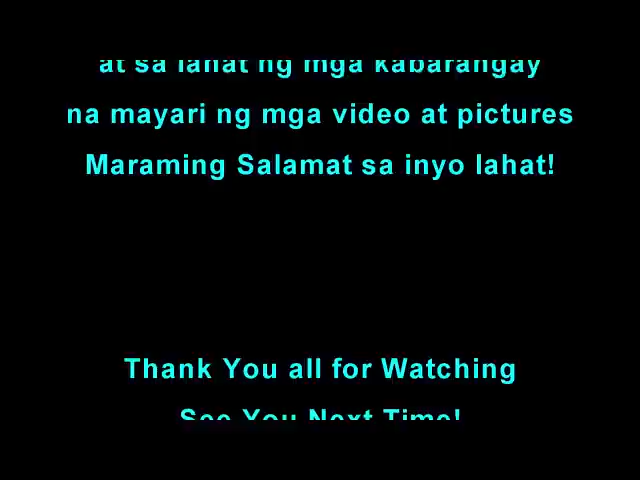 at sa lahat ng mga kabarangay
na mayari ng mga video at pictures
Maraming Salamat sa inyo lahat!
Thank You all for Watching
See You Next Time!